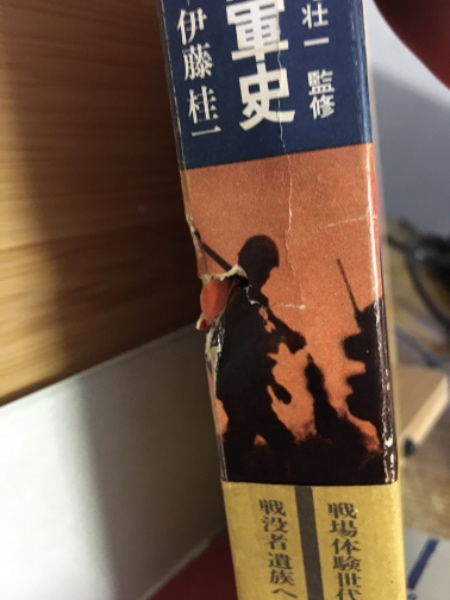 壮一 監修
軍史
伊藤桂一
戦場体験世代
戦没者遺族へ